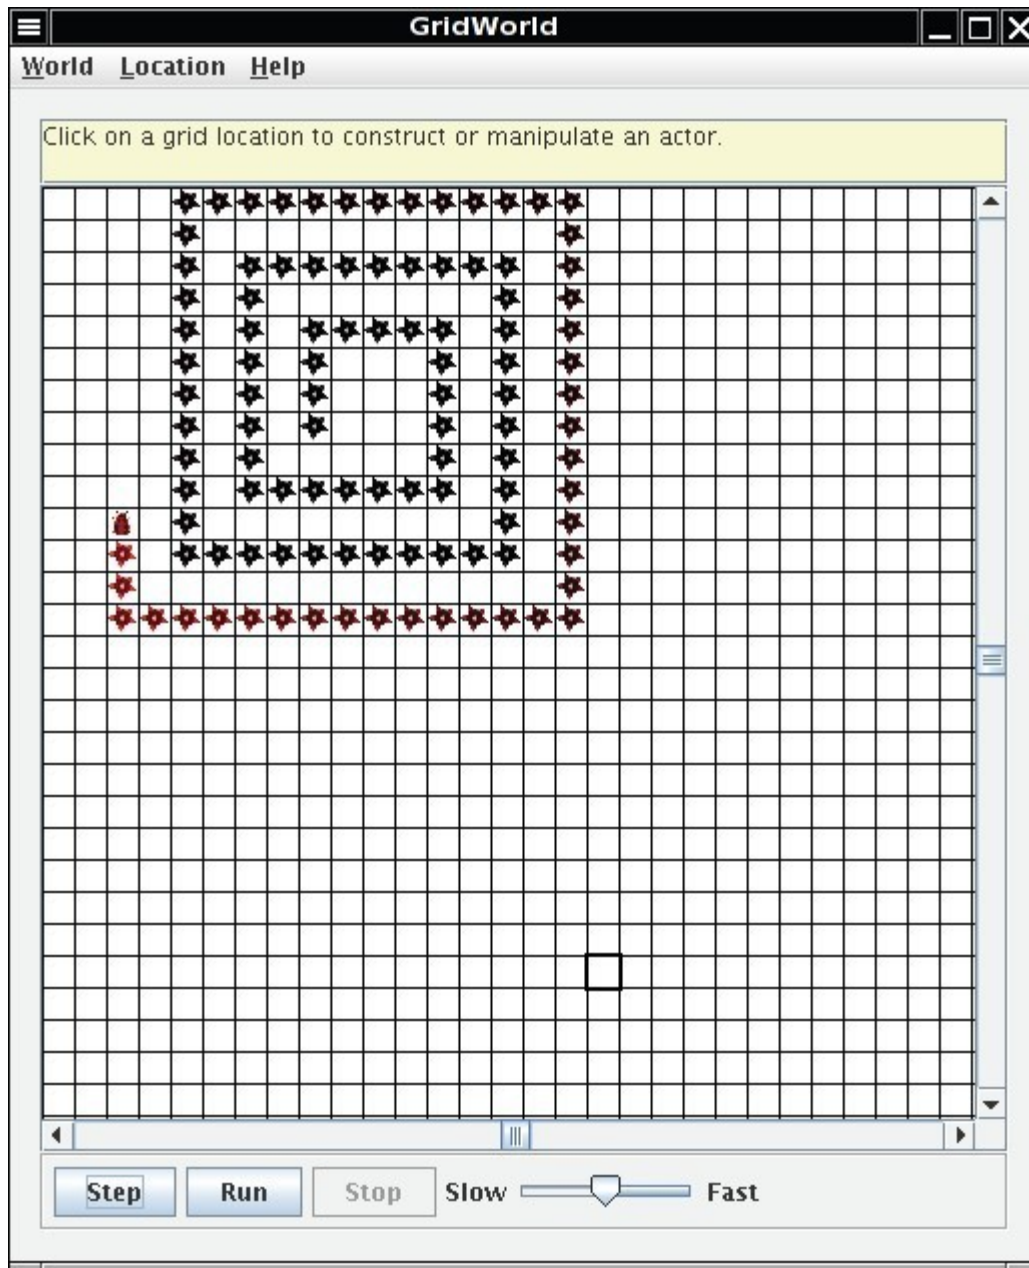 GridWorld
World Location Help
Click on a grid location to construct or manipulate an actor.
Step Run Stop Slow Fast